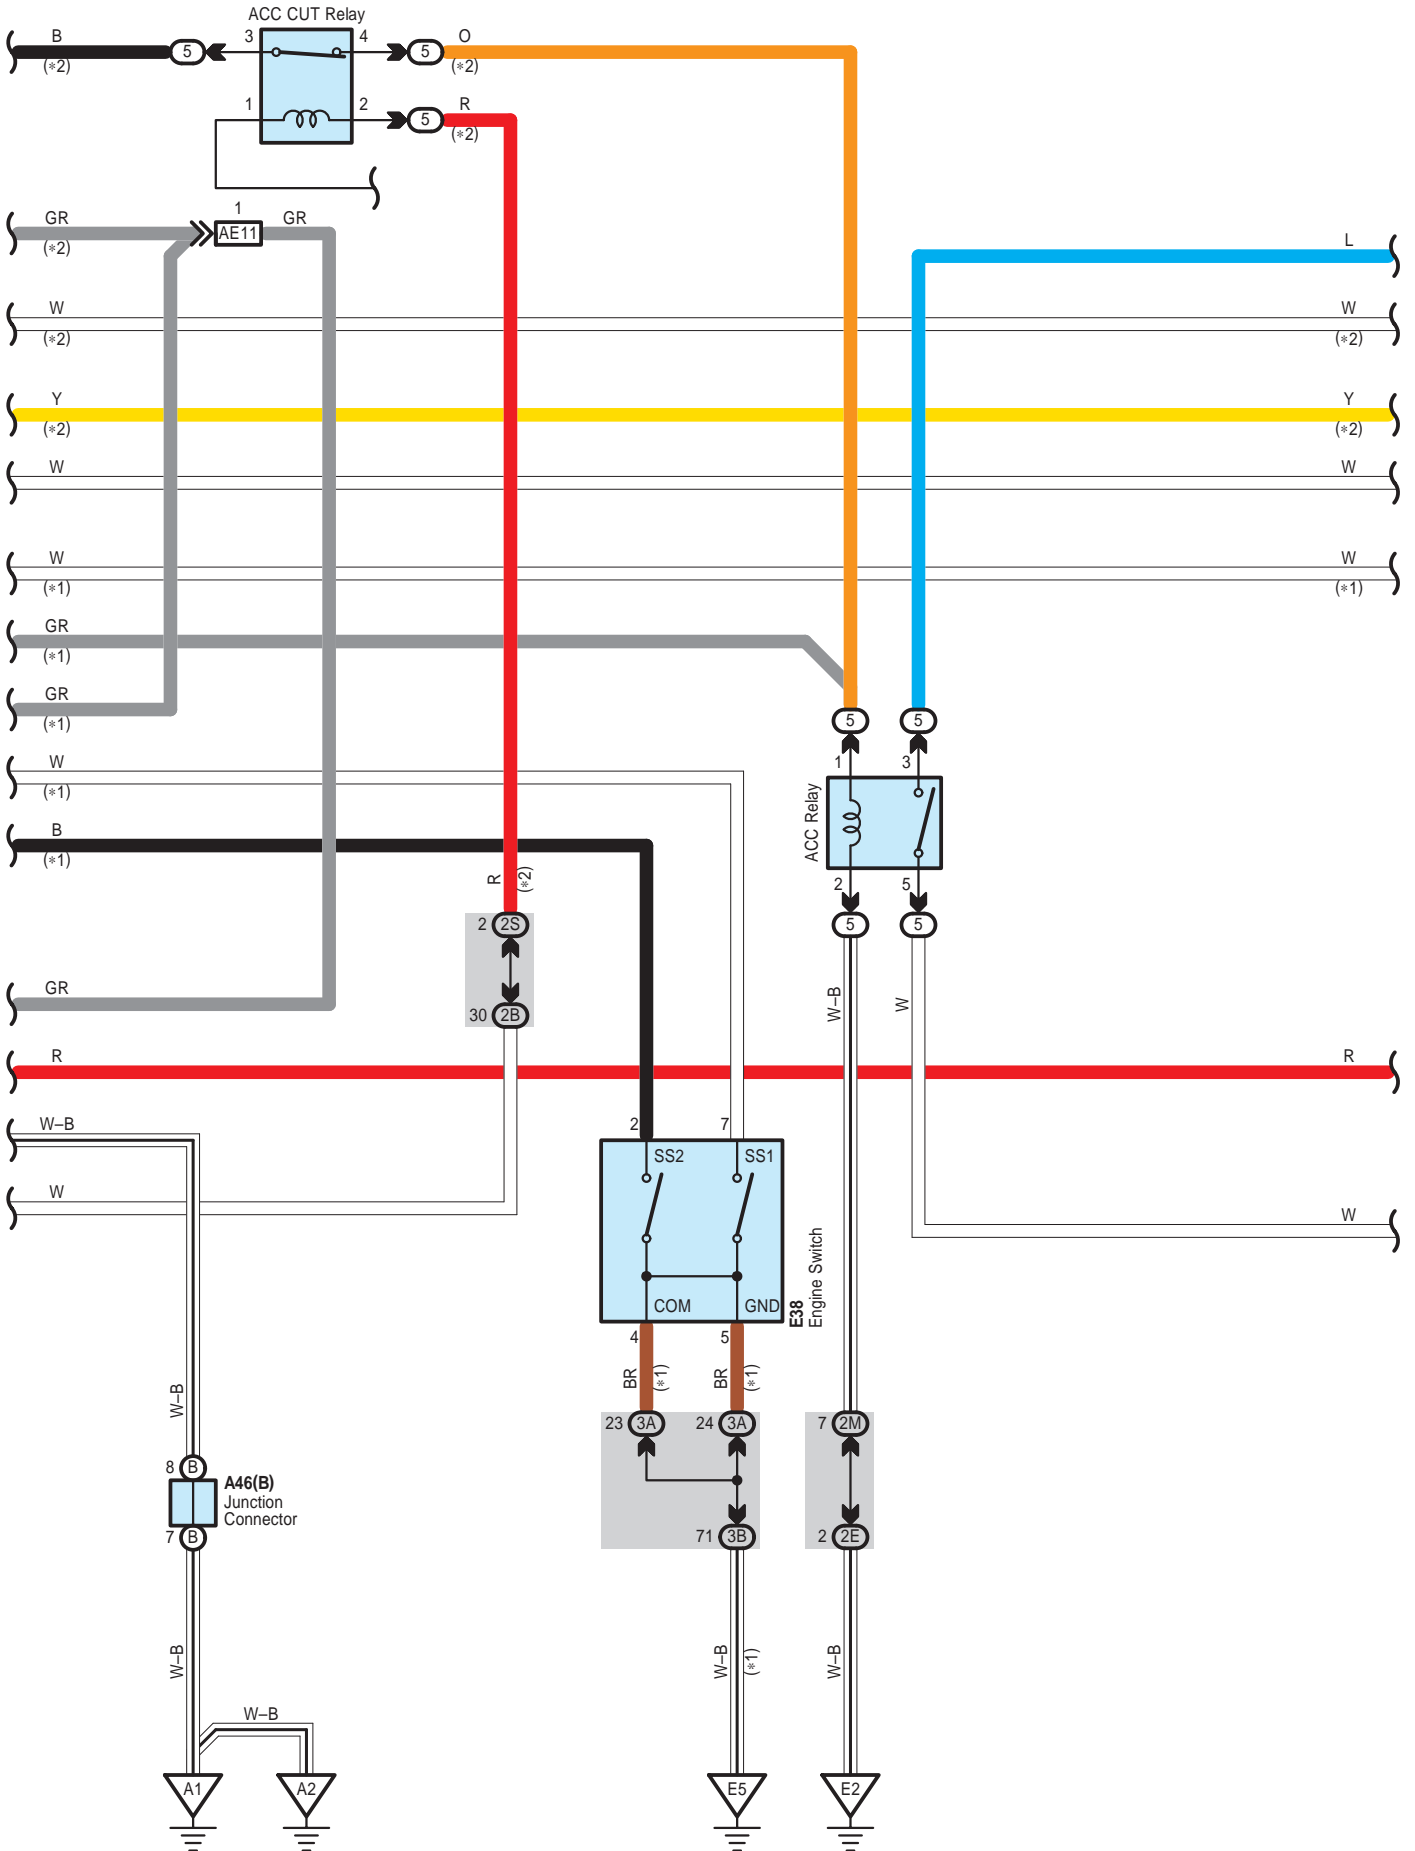 ACC CUT Relay
B
3
4
O
5
5
(*2)
(*2)
1
2
R
5
(*2)
1
GR
GR
AE11
(*2)
L
W
W
(*2)
(*2)
Y
Y
(*2)
(*2)
W
W
W
W
(*1)
(*1)
GR
(*1)
GR
(*1)
5
5
W
1
3
(*1)
ACC Relay
B
(*1)
R
(*2)
2
5
2
2S
5
5
GR
W-B
W
30
2B
R
R
W-B
2
7
SS2
SS1
W
W
E38
Engine Switch
COM
GND
4
5
BR
(*1)
BR
(*1)
W-B
23
3A
24
3A
7
2M
8
B
A46(B)
Junction
Connector
7
B
71
3B
2
2E
W-B
W-B
(*1)
W-B
W-B
A1
A2
E5
E2